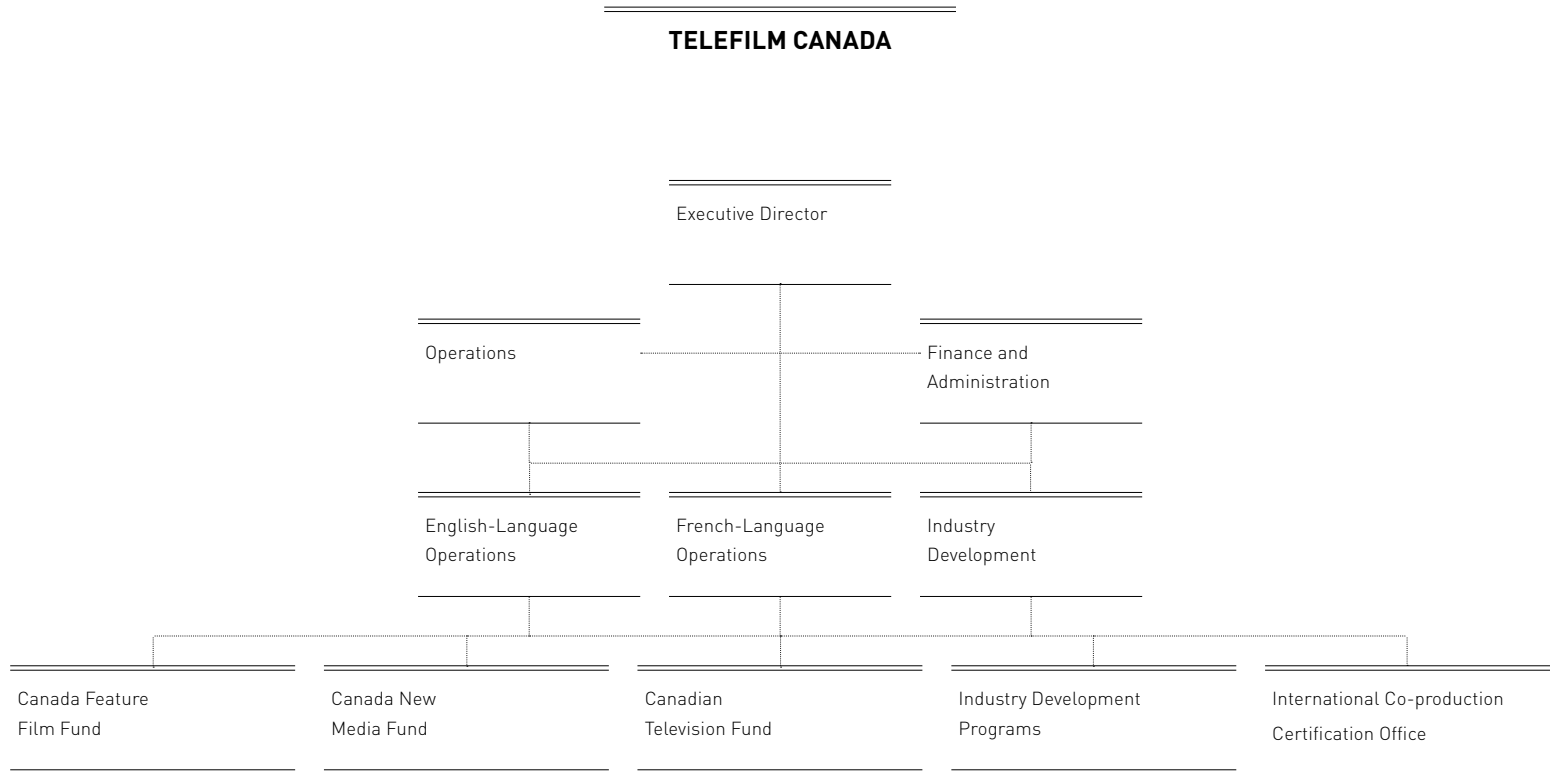 TELEFILM CANADA
Executive Director
Operations
Finance and
Administration
English-Language
Operations
French-Language
Operations
Industry
Development
Canada Feature
Film Fund
Canada New
Media Fund
Canadian
Television Fund
Industry Development
Programs
International Co-production
Certification Office